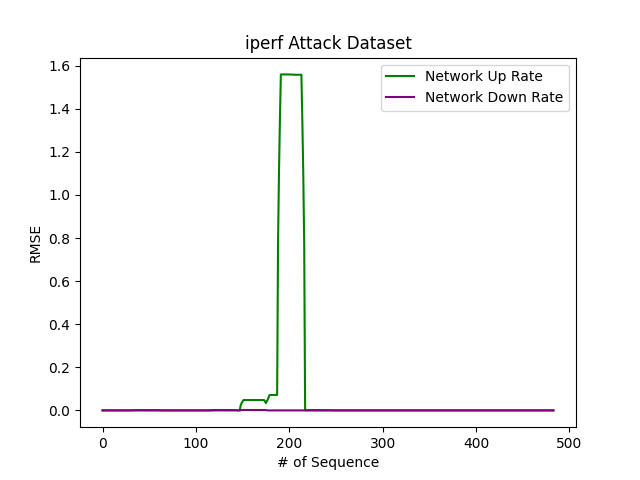 iperf Attack Dataset
Network Up Rate
Network Down Rate
1.6
1.4
1.2
1.0
0.8
0.6
0.4
0.2
0.0
RMSE
0 100 200 300 400 500
# of Sequence